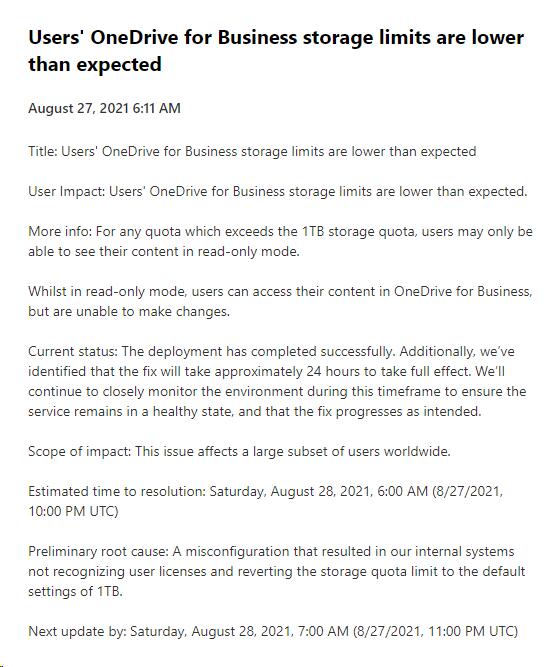 Users' OneDrive for Business storage limits are lower
than expected
August 27, 2021 6:11 AM
Title: Users' OneDrive for Business storage limits are lower than expected
User Impact: Users' OneDrive for Business storage limits are lower than expected.
More info: For any quota which exceeds the 1TB storage quota, users may only be
able to see their content in read-only mode.
Whilst in read-only mode, users can access their content in OneDrive for Business,
but are unable to make changes.
Current status: The deployment has completed successfully. Additionally, we've
identified that the fix will take approximately 24 hours to take full effect. We'll
continue to closely monitor the environment during this timeframe to ensure the
service remains in a healthy state, and that the fix progresses as intended.
Scope of impact: This issue affects a large subset of users worldwide.
Estimated time to resolution: Saturday, August 28, 2021, 6:00 AM (8/27/2021,
10:00 PM UTC)
Preliminary root cause: A misconfiguration that resulted in our internal systems
not recognizing user licenses and reverting the storage quota limit to the default
settings of 1TB.
Next update by: Saturday, August 28, 2021, 7:00 AM (8/27/2021, 11:00 PM UTC)